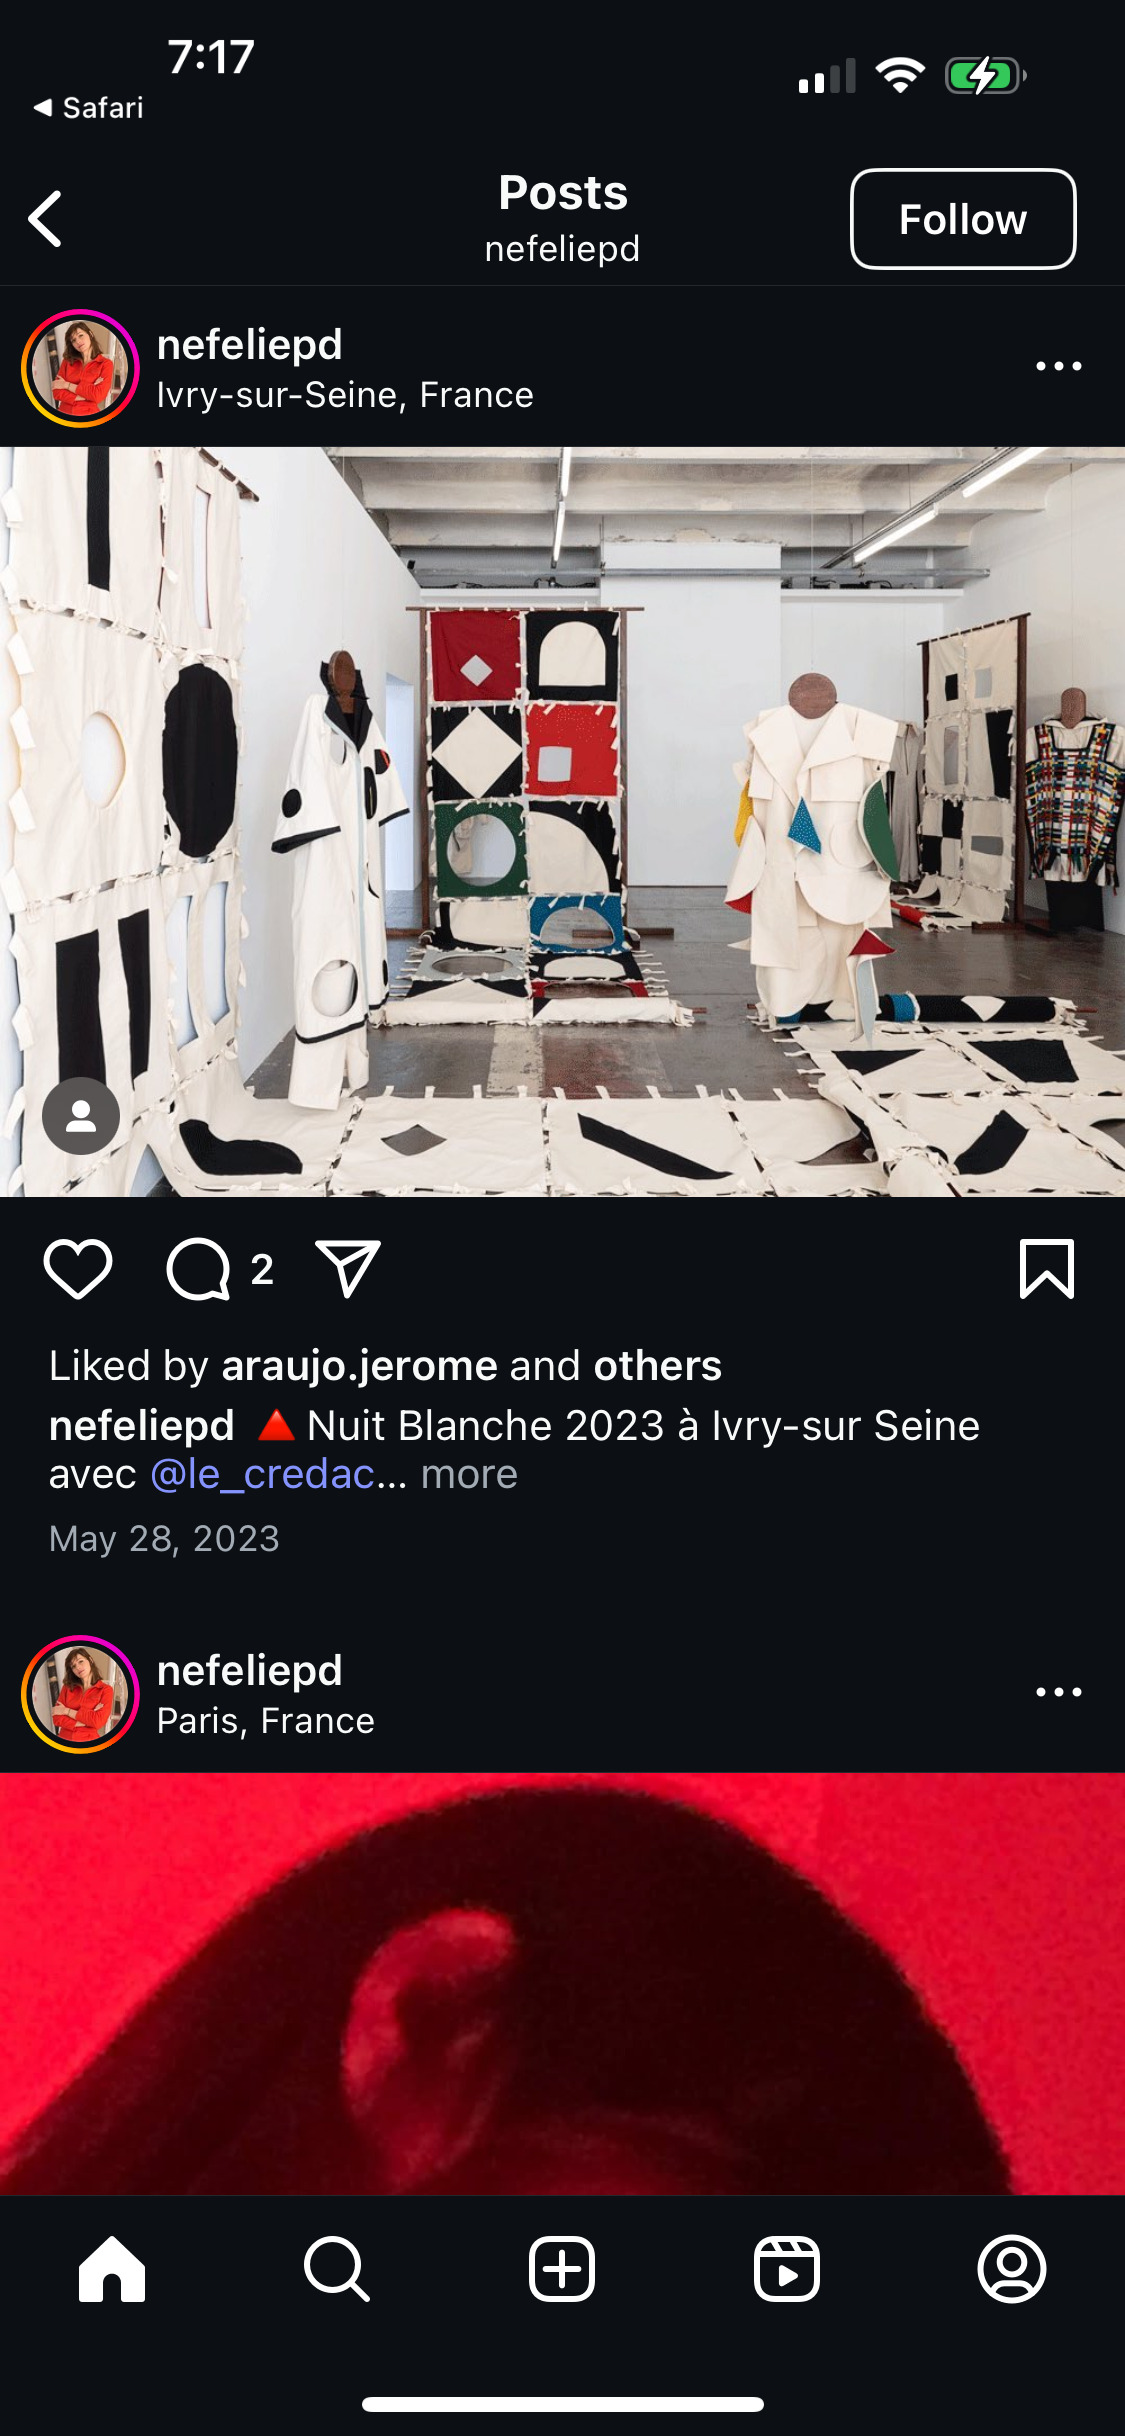 7:17
Safari
Posts
nefeliepd
Follow
nefeliepd
Ivry-sur-Seine, France
2
Liked by araujo.jerome and others
nefeliepd 🔺 Nuit Blanche 2023 à Ivry-sur Seine
avec @le_credac... more
May 28, 2023
nefeliepd
Paris, France